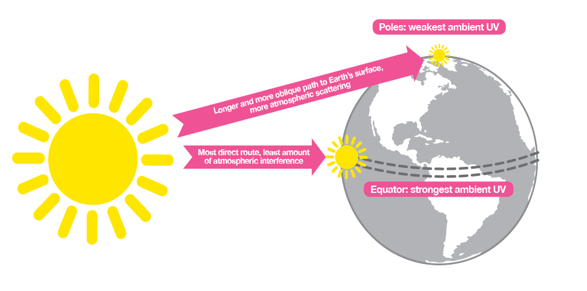 Poles: weakest ambient UV
Longer and more oblique path to Earth's surface,
more atmospheric scattering
Most direct route, least amount
of atmospheric interference
Equator: strongest ambient UV